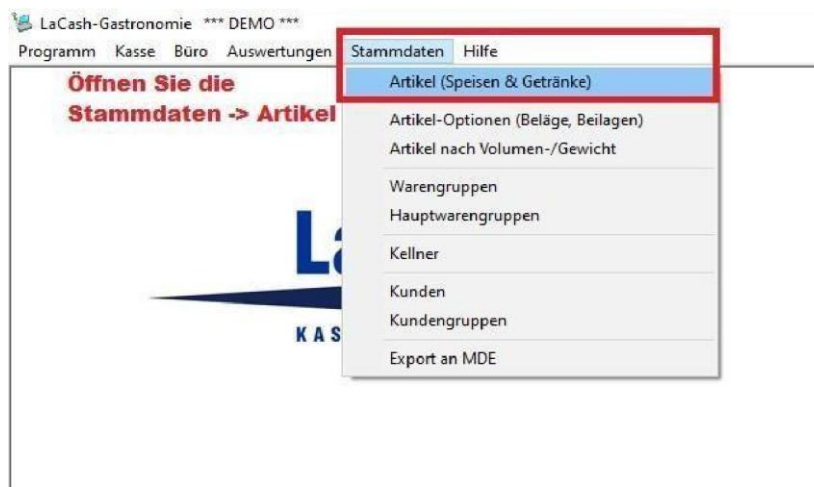 LaCash-Gastronomie *** DEMO ***
Programm Kasse Büro Auswertungen Stammdaten Hilfe
Öffnen Sie die
Stammdaten -> Artikel
Artikel (Speisen & Getränke)
Artikel-Optionen (Beläge, Beilagen)
Artikel nach Volumen-/Gewicht
Warengruppen
Hauptwarengruppen
Kellner
Kunden
Kundengruppen
Export an MDE
L
KAS